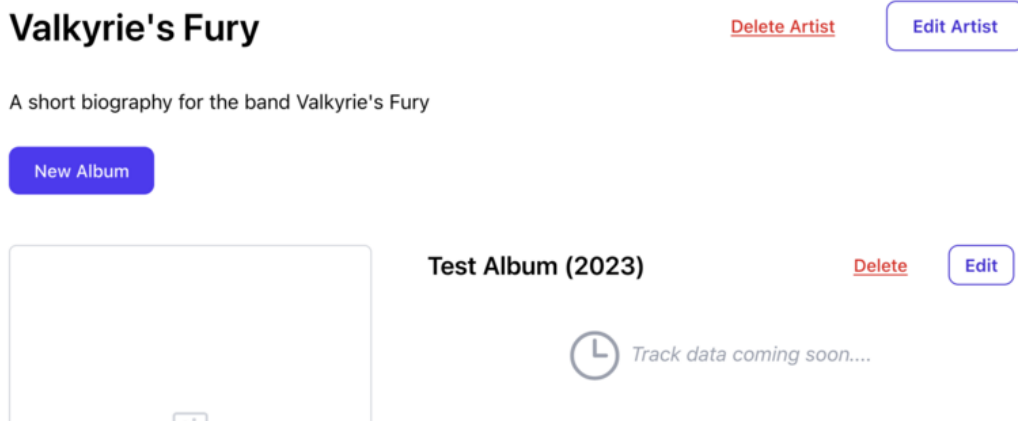 Valkyrie's Fury
Delete Artist
Edit Artist
A short biography for the band Valkyrie's Fury
New Album
Test Album (2023)
Delete
Edit
Track data coming soon....